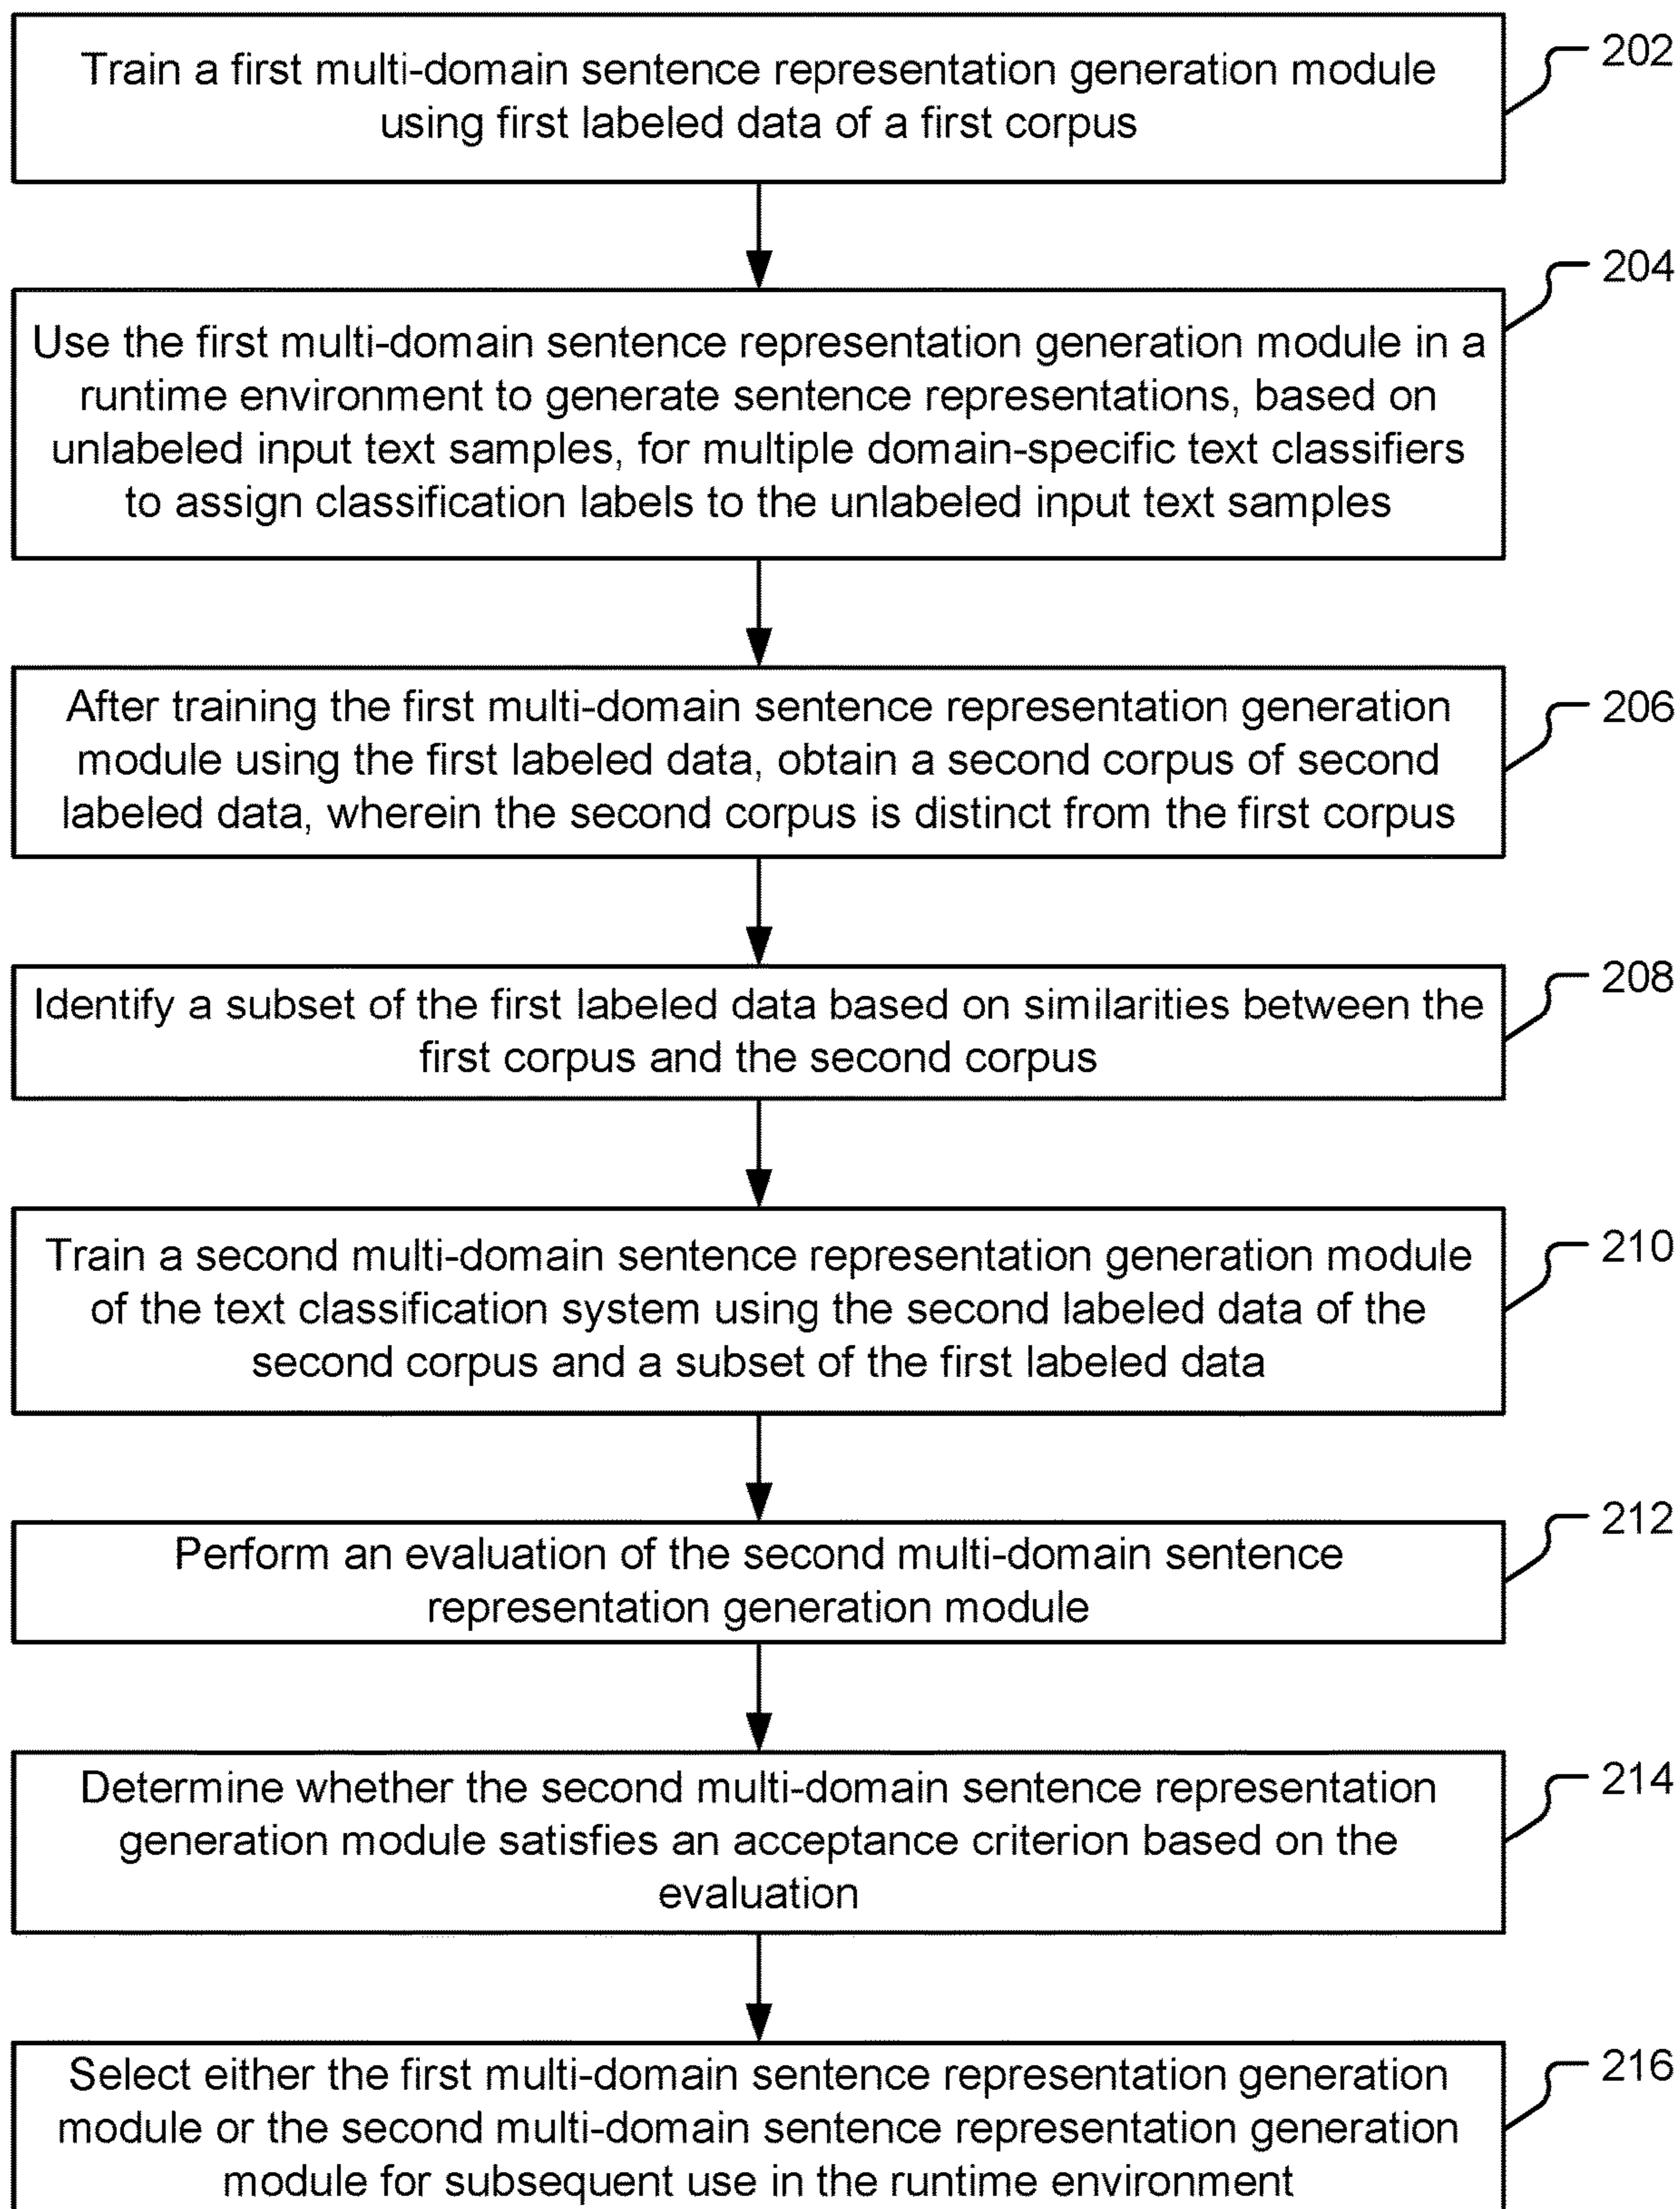 Train a first multi-domain sentence representation generation module
using first labeled data of a first corpus
202
Use the first multi-domain sentence representation generation module in a
runtime environment to generate sentence representations, based on
unlabeled input text samples, for multiple domain-specific text classifiers
to assign classification labels to the unlabeled input text samples
204
After training the first multi-domain sentence representation generation
module using the first labeled data, obtain a second corpus of second
labeled data, wherein the second corpus is distinct from the first corpus
206
Identify a subset of the first labeled data based on similarities between the
first corpus and the second corpus
208
Train a second multi-domain sentence representation generation module
of the text classification system using the second labeled data of the
second corpus and a subset of the first labeled data
210
Perform an evaluation of the second multi-domain sentence
representation generation module
212
Determine whether the second multi-domain sentence representation
generation module satisfies an acceptance criterion based on the
evaluation
214
Select either the first multi-domain sentence representation generation
module or the second multi-domain sentence representation generation
module for subsequent use in the runtime environment
216